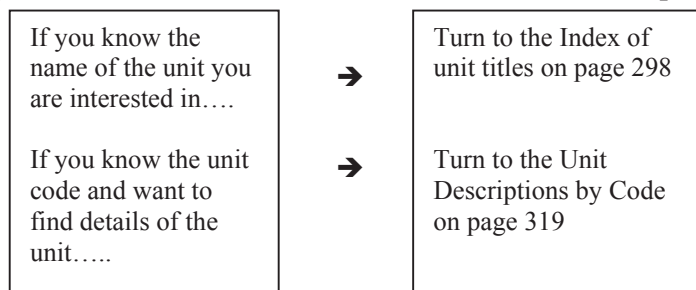 If you know the
name of the unit you
are interested in….
➔
Turn to the Index of
unit titles on page 298
If you know the unit
code and want to
find details of the
unit…..
➔
Turn to the Unit
Descriptions by Code
on page 319